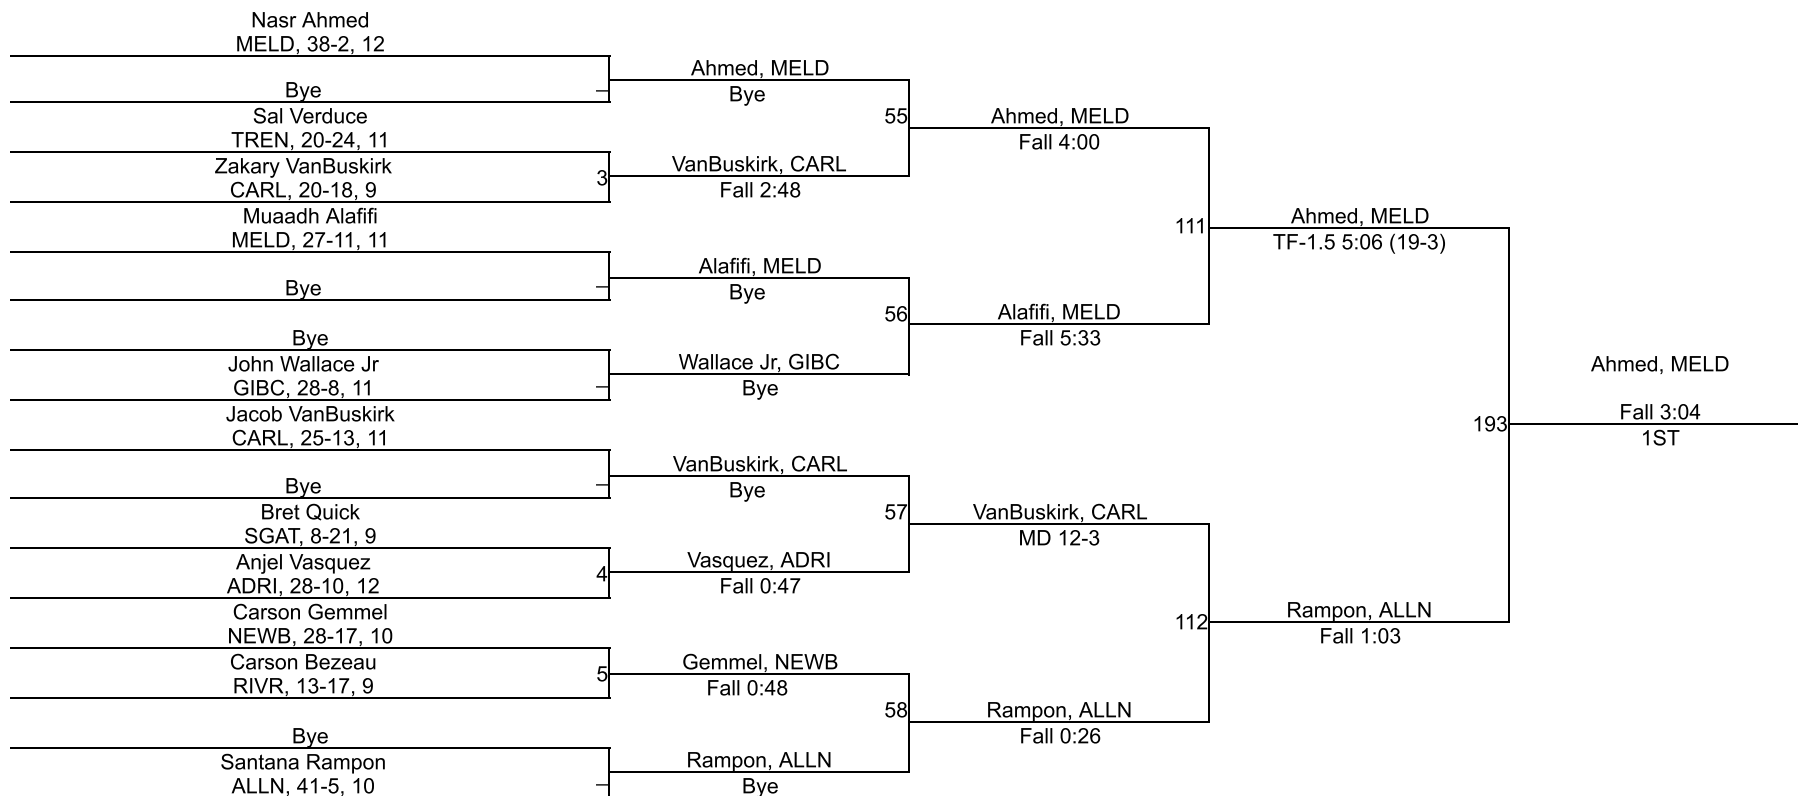 Nasr Ahmed
MELD, 38-2, 12
Bye
Sal Verduce
TREN, 20-24, 11
Zakary VanBuskirk
CARL, 20-18, 9
3
Muaadh Alafifi
MELD, 27-11, 11
Bye
Bye
John Wallace Jr
GIBC, 28-8, 11
Jacob VanBuskirk
CARL, 25-13, 11
Bye
Bret Quick
SGAT, 8-21, 9
Anjel Vasquez
ADRI, 28-10, 12
4
Carson Gemmel
NEWB, 28-17, 10
Carson Bezeau
RIVR, 13-17, 9
5
Bye
Santana Rampon
ALLN, 41-5, 10
Ahmed, MELD
Bye
55
VanBuskirk, CARL
Fall 2:48
Alafifi, MELD
Bye
56
Wallace Jr, GIBC
Bye
VanBuskirk, CARL
Bye
57
Vasquez, ADRI
Fall 0:47
Gemmel, NEWB
Fall 0:48
58
Rampon, ALLN
Bye
Ahmed, MELD
Fall 4:00
111
Alafifi, MELD
Fall 5:33
VanBuskirk, CARL
MD 12-3
112
Rampon, ALLN
Fall 0:26
Ahmed, MELD
TF-1.5 5:06 (19-3)
193
Rampon, ALLN
Fall 1:03
Ahmed, MELD
Fall 3:04
1ST